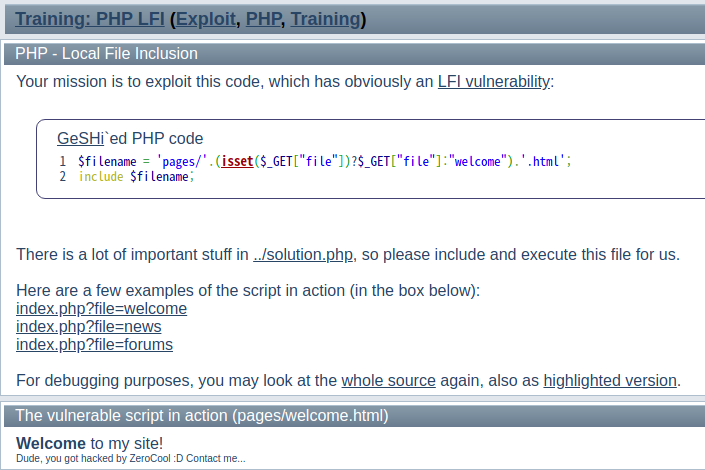 Training: PHP LFI (Exploit, PHP, Training)
PHP - Local File Inclusion
Your mission is to exploit this code, which has obviously an LFI vulnerability:
GeSHi`ed PHP code
1 $filename = 'pages/'.(isset($_GET["file"])?$_GET["file"]:"welcome").'.html';
2 include $filename;
There is a lot of important stuff in ../solution.php, so please include and execute this file for us.
Here are a few examples of the script in action (in the box below):
index.php?file=welcome
index.php?file=news
index.php?file=forums
For debugging purposes, you may look at the whole source again, also as highlighted version.
The vulnerable script in action (pages/welcome.html)
Welcome to my site!
Dude, you got hacked by ZeroCool :D Contact me...